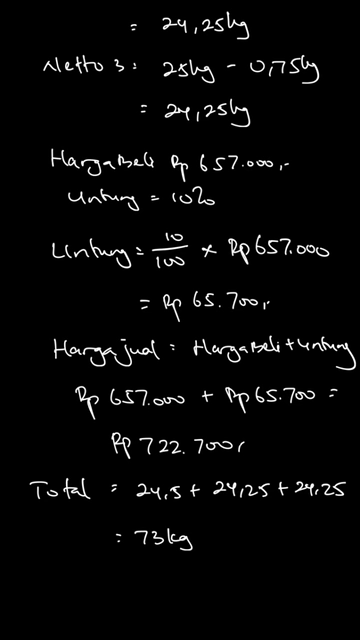 = 24,25kg
Netto 3 : 25kg - 0,75kg
= 24,25kg
Harga Beli Rp 657.000,-
Untung = 10%
Untung = 10/100 x Rp 657.000
= Rp 65.700,-
Harga jual = Harga Beli + Untung
Rp 657.000 + Rp 65.700 =
Rp 722.700,
Total = 24,5 + 24,25 + 24,25
= 73kg